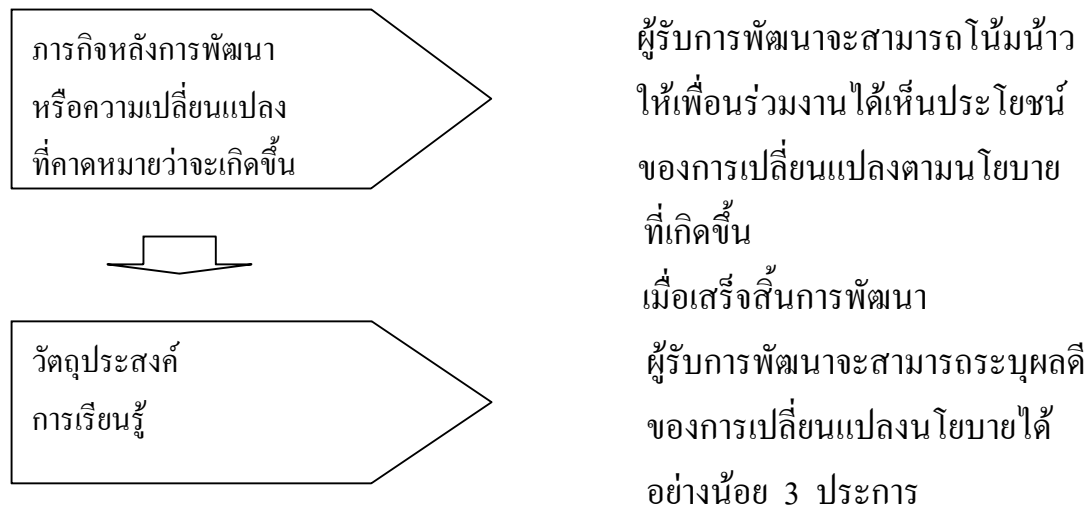 ภารกิจหลังการพัฒนา
หรือความเปลี่ยนแปลง
ที่คาดหมายว่าจะเกิดขึ้น
ผู้รับการพัฒนาจะสามารถโน้มน้าว
ให้เพื่อนร่วมงานได้เห็นประโยชน์
ของการเปลี่ยนแปลงตามนโยบาย
ที่เกิดขึ้น
วัตถุประสงค์
การเรียนรู้
เมื่อเสร็จสิ้นการพัฒนา
ผู้รับการพัฒนาจะสามารถระบุผลดี
ของการเปลี่ยนแปลงนโยบายได้
อย่างน้อย 3 ประการ